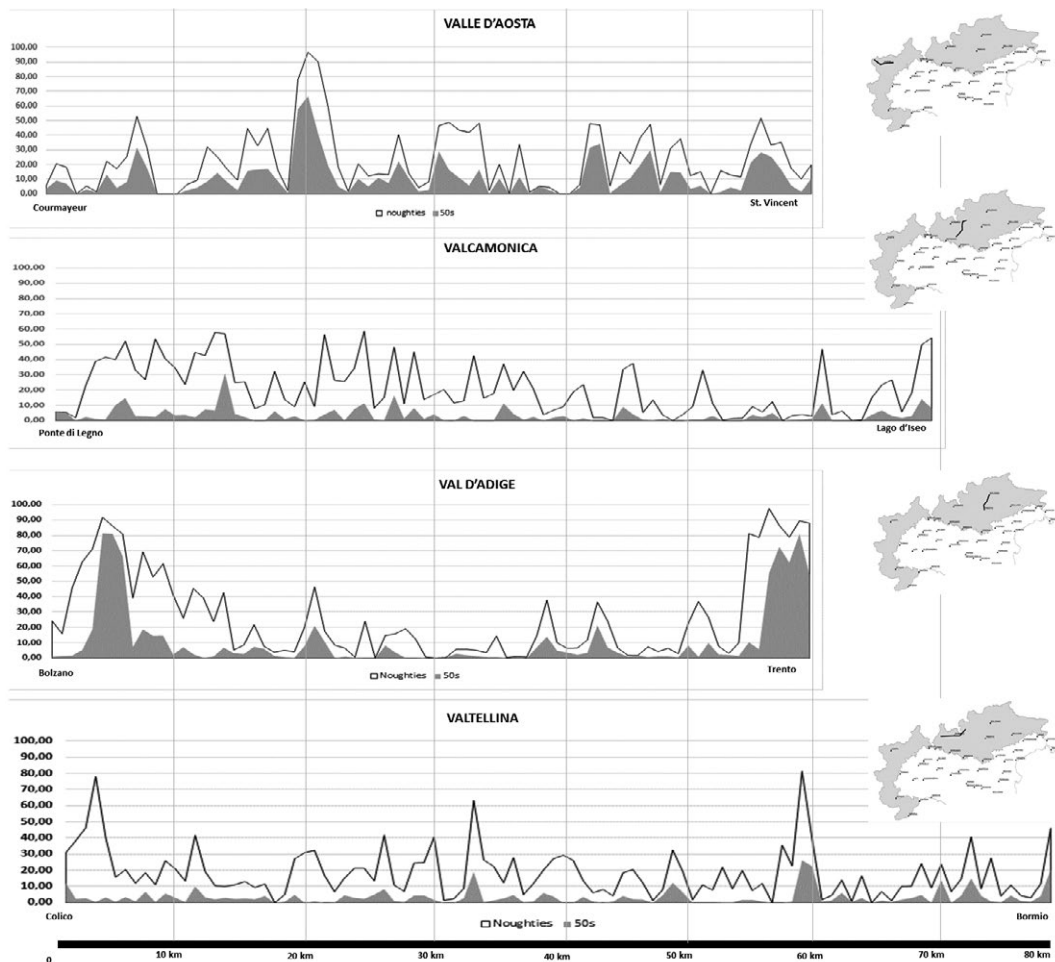 VALLE D'AOSTA
100,00
90,00
80,00
70,00
60,00
50,00
40,00
30,00
20,00
10,00
0,00
Courmayeur
St. Vincent
noughties 50s
VALCAMONICA
100,00
90,00
80,00
70,00
60,00
50,00
40,00
30,00
20,00
10,00
0,00
Ponte di Legno
Lago d'Iseo
VAL D'ADIGE
100,00
90,00
80,00
70,00
60,00
50,00
40,00
30,00
20,00
10,00
0,00
Bolzano
Trento
Noughties 50s
VALTELLINA
100,00
90,00
80,00
70,00
60,00
50,00
40,00
30,00
20,00
10,00
0,00
Colico
Bormio
Noughties 50s
0 10 km 20 km 30 km 40 km 50 km 60 km 70 km 80 km